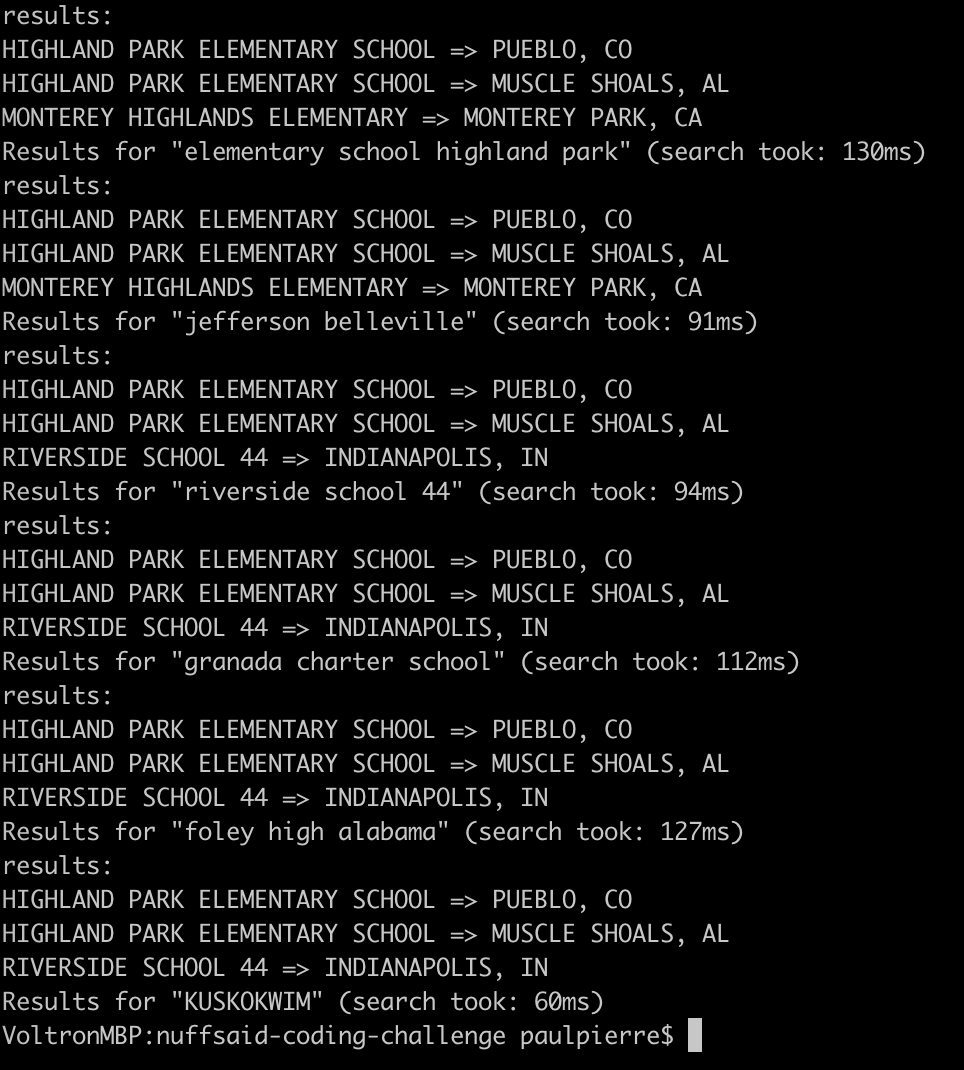 results:
HIGHLAND PARK ELEMENTARY SCHOOL => PUEBLO, CO
HIGHLAND PARK ELEMENTARY SCHOOL => MUSCLE SHOALS, AL
MONTEREY HIGHLANDS ELEMENTARY => MONTEREY PARK, CA
Results for "elementary school highland park" (search took: 130ms)
results:
HIGHLAND PARK ELEMENTARY SCHOOL => PUEBLO, CO
HIGHLAND PARK ELEMENTARY SCHOOL => MUSCLE SHOALS, AL
MONTEREY HIGHLANDS ELEMENTARY => MONTEREY PARK, CA
Results for "jefferson belleville" (search took: 91ms)
results:
HIGHLAND PARK ELEMENTARY SCHOOL => PUEBLO, CO
HIGHLAND PARK ELEMENTARY SCHOOL => MUSCLE SHOALS, AL
RIVERSIDE SCHOOL 44 => INDIANAPOLIS, IN
Results for "riverside school 44" (search took: 94ms)
results:
HIGHLAND PARK ELEMENTARY SCHOOL => PUEBLO, CO
HIGHLAND PARK ELEMENTARY SCHOOL => MUSCLE SHOALS, AL
RIVERSIDE SCHOOL 44 => INDIANAPOLIS, IN
Results for "granada charter school" (search took: 112ms)
results:
HIGHLAND PARK ELEMENTARY SCHOOL => PUEBLO, CO
HIGHLAND PARK ELEMENTARY SCHOOL => MUSCLE SHOALS, AL
RIVERSIDE SCHOOL 44 => INDIANAPOLIS, IN
Results for "foley high alabama" (search took: 127ms)
results:
HIGHLAND PARK ELEMENTARY SCHOOL => PUEBLO, CO
HIGHLAND PARK ELEMENTARY SCHOOL => MUSCLE SHOALS, AL
RIVERSIDE SCHOOL 44 => INDIANAPOLIS, IN
Results for "KUSKOKWIM" (search took: 60ms)
VoltronMBP:nuffsaid-coding-challenge paulpierre$